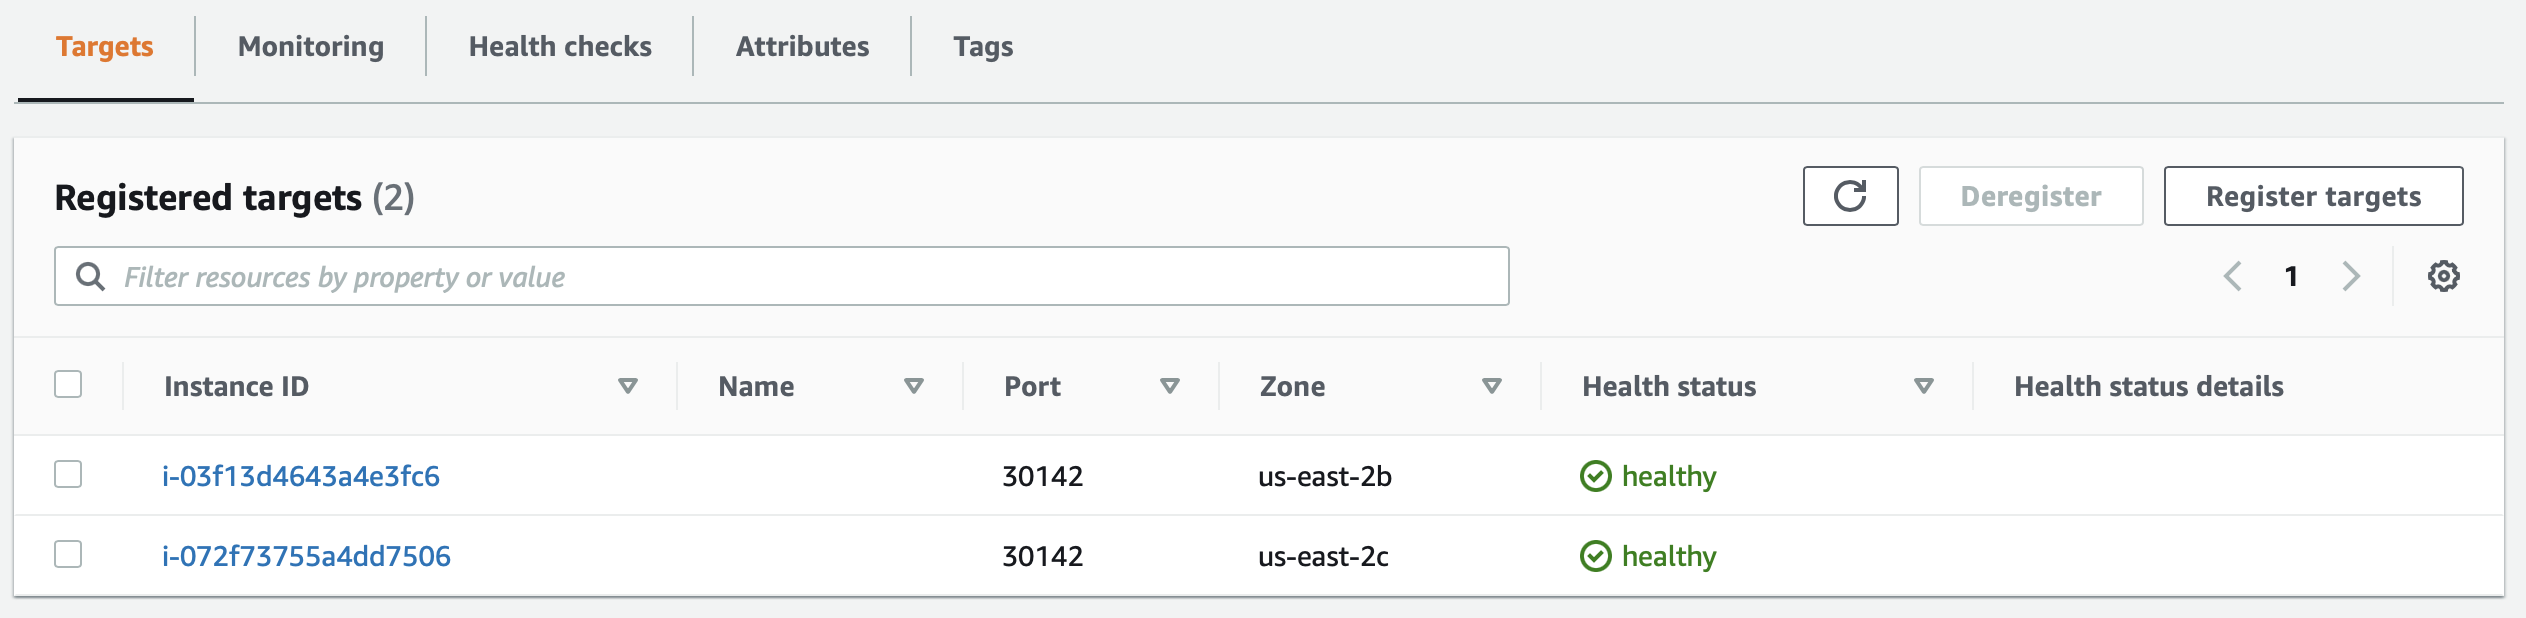 Targets Monitoring Health checks Attributes Tags
Registered targets (2) Deregister Register targets
Filter resources by property or value 1
Instance ID Name Port Zone Health status Health status details
i-03f13d4643a4e3fc6 30142 us-east-2b healthy
i-072f73755a4dd7506 30142 us-east-2c healthy